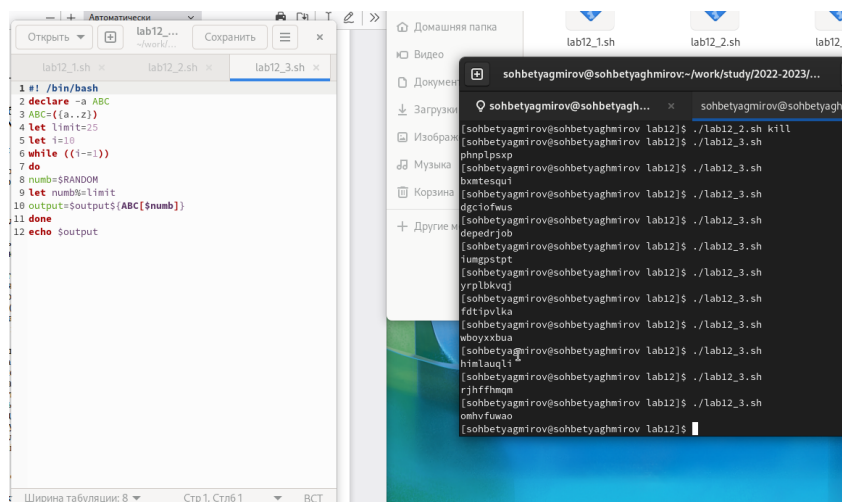 Автоматически
Открыть
lab12_...
~/work/...
Сохранить
lab12_1.sh
lab12_2.sh
lab12_3.sh
1 #! /bin/bash
2 declare -a ABC
3 ABC=({a..z})
4 let limit=25
5 let i=10
6 while ((i-=1))
7 do
8 numb=$RANDOM
9 let numb%=limit
10 output=$output${ABC[$numb]}
11 done
12 echo $output
Ширина табуляции: 8
Стр 1, Стлб 1
ВСТ
Домашняя папка
Видео
Докумен
Загрузки
Изображ
Музыка
Корзина
Другие м
lab12_1.sh
lab12_2.sh
lab12_
sohbetyagmirov@sohbetyaghmirov:~/work/study/2022-2023/...
sohbetyagmirov@sohbetyagh...
sohbetyagmirov@sohbetyagh
[sohbetyagmirov@sohbetyaghmirov lab12]$ ./lab12_2.sh kill
[sohbetyagmirov@sohbetyaghmirov lab12]$ ./lab12_3.sh
phnplpsxp
[sohbetyagmirov@sohbetyaghmirov lab12]$ ./lab12_3.sh
bxmtesqui
[sohbetyagmirov@sohbetyaghmirov lab12]$ ./lab12_3.sh
dgciofwus
[sohbetyagmirov@sohbetyaghmirov lab12]$ ./lab12_3.sh
depedrjob
[sohbetyagmirov@sohbetyaghmirov lab12]$ ./lab12_3.sh
iumgpstpt
[sohbetyagmirov@sohbetyaghmirov lab12]$ ./lab12_3.sh
yrplbkvqj
[sohbetyagmirov@sohbetyaghmirov lab12]$ ./lab12_3.sh
fdtipvlka
[sohbetyagmirov@sohbetyaghmirov lab12]$ ./lab12_3.sh
wboyxxbua
[sohbetyagmirov@sohbetyaghmirov lab12]$ ./lab12_3.sh
himlauqli
[sohbetyagmirov@sohbetyaghmirov lab12]$ ./lab12_3.sh
rjhffhmqm
[sohbetyagmirov@sohbetyaghmirov lab12]$ ./lab12_3.sh
omhvfuwao
[sohbetyagmirov@sohbetyaghmirov lab12]$